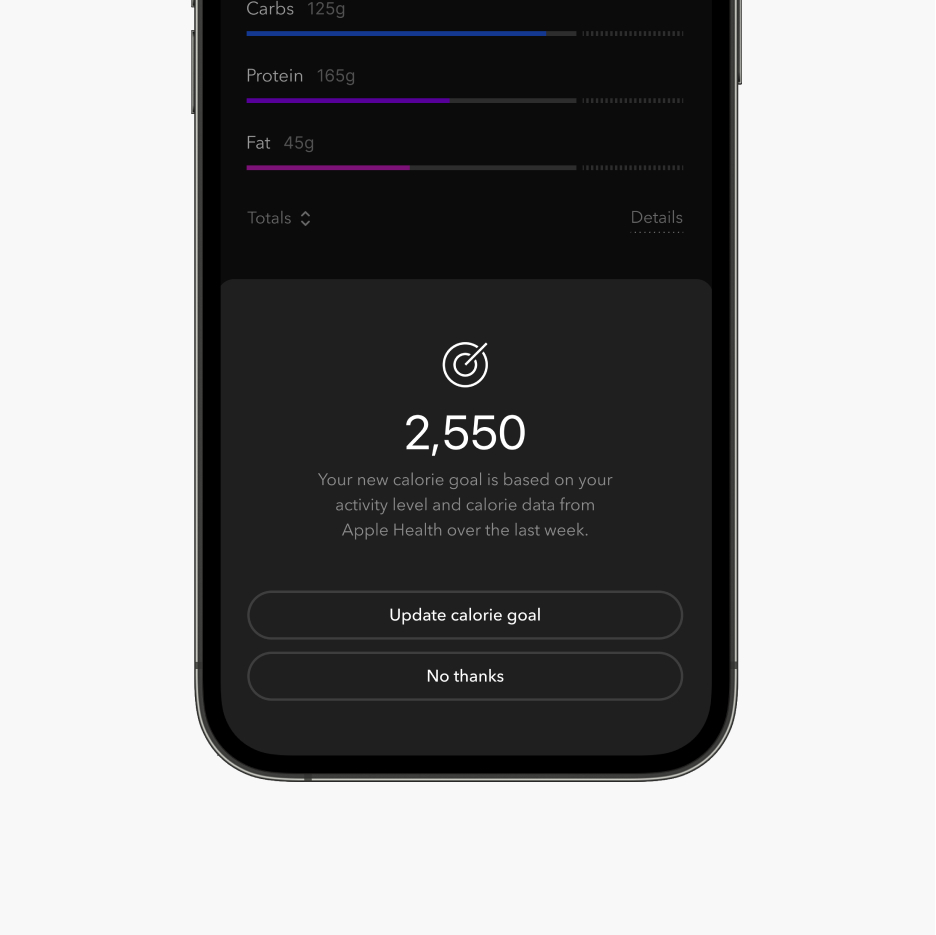 Carbs 125g
Protein 165g
Fat 45g
Totals Details
2,550
Your new calorie goal is based on your
activity level and calorie data from
Apple Health over the last week.
Update calorie goal
No thanks